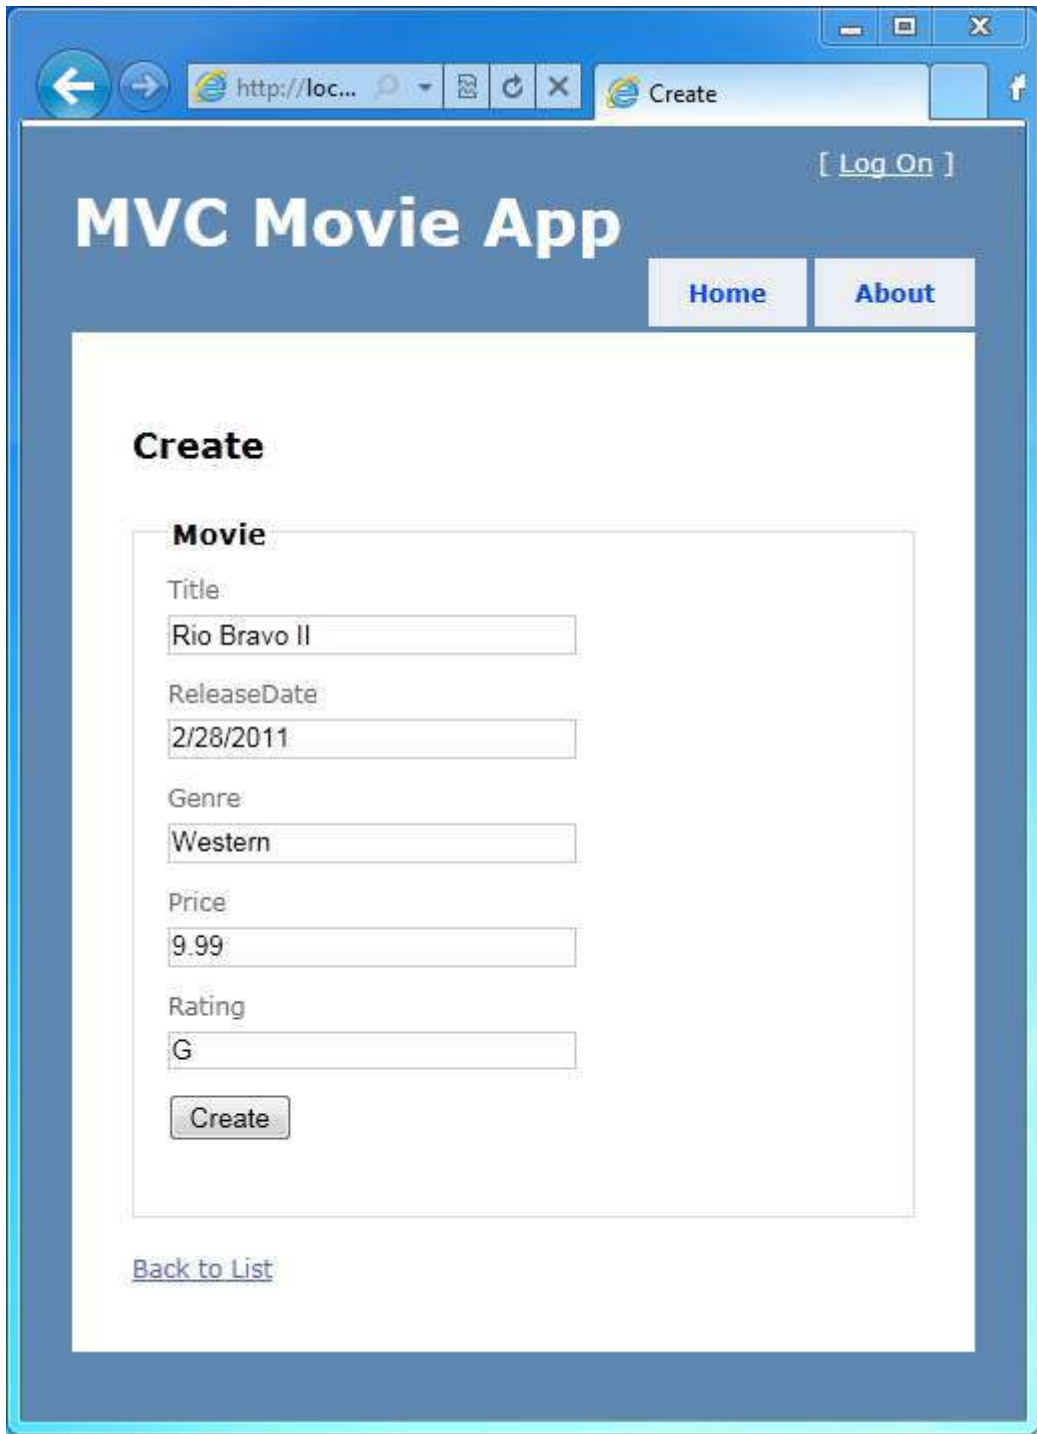 http://loc...
Create
[ Log On ]
MVC Movie App
Home
About
Create
Movie
Title
Rio Bravo II
ReleaseDate
2/28/2011
Genre
Western
Price
9.99
Rating
G
Create
Back to List